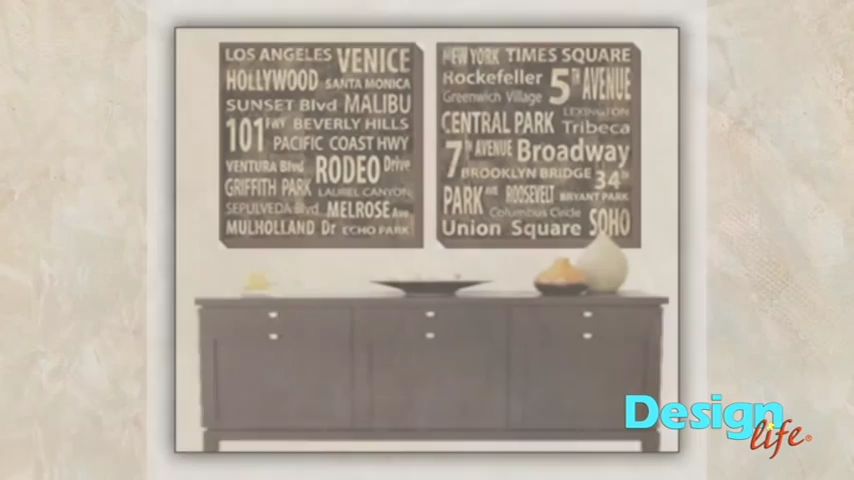 LOS ANGELES VENICE
HOLLYWOOD SANTA MONICA
SUNSET Blvd MALIBU
101 FWY BEVERLY HILLS
PACIFIC COAST HWY
VENTURA Blvd RODEO Drive
GRIFFITH PARK LAUREL CANYON
SEPULVEDA Blvd MELROSE Ave
MULHOLLAND Dr ECHO PARK
NEW YORK TIMES SQUARE
Rockefeller 5TH AVENUE
Greenwich Village
LEXINGTON
CENTRAL PARK Tribeca
7TH AVENUE Broadway
BROOKLYN BRIDGE 34TH
PARK AVE ROOSEVELT BRYANT PARK
Columbus Circle SOHO
Union Square
Design
life®